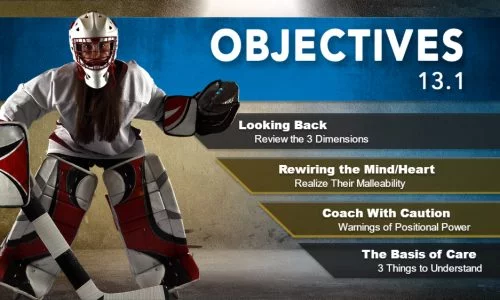 OBJECTIVES
13.1
Looking Back
Review the 3 Dimensions
Rewiring the Mind/Heart
Realize Their Malleability
Coach With Caution
Warnings of Positional Power
The Basis of Care
3 Things to Understand